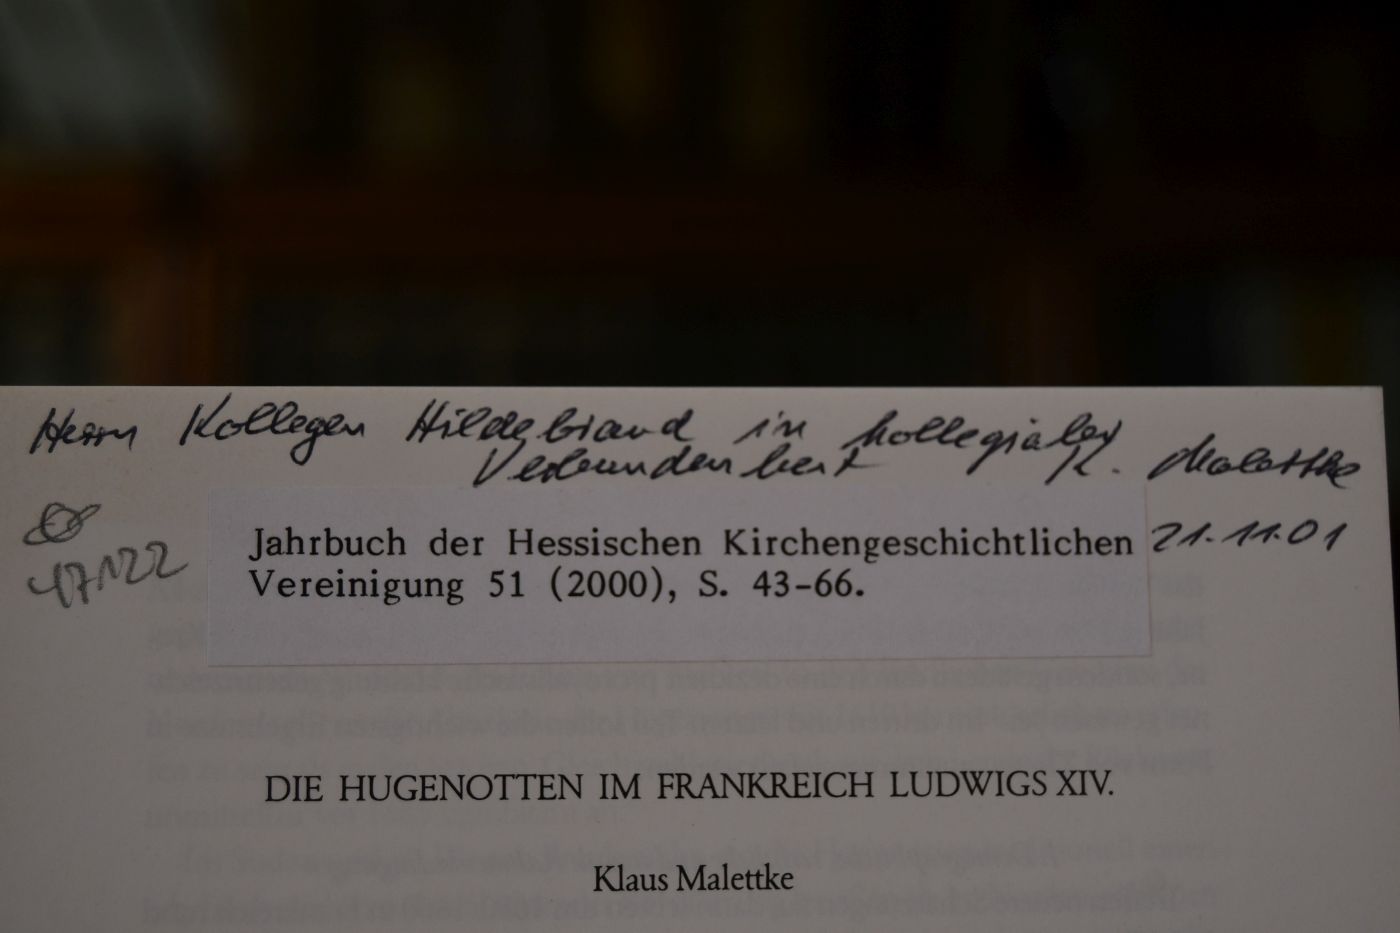 Herrn Kollegen Hildebrand in kollegialer
Verbundenheit K. Malettke
21.11.01
Jahrbuch der Hessischen Kirchengeschichtlichen
Vereinigung 51 (2000), S. 43-66.
DIE HUGENOTTEN IM FRANKREICH LUDWIGS XIV.
Klaus Malettke